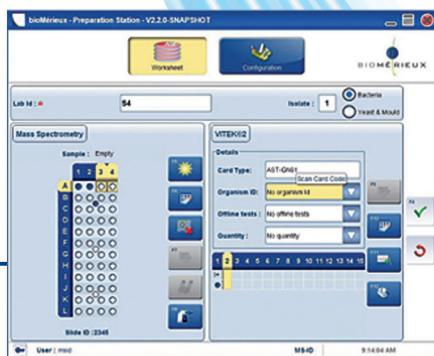 bioMérieux - Preparation Station - V2.2.0-SNAPSHOT
Worksheet
Configuration
BIOMÉRIEUX
Lab Id :
54
Isolate :
1
Bacteria
Yeast & Mould
Mass Spectrometry
Sample : Empty
1 2 3 4
A
B
C
D
E
F
G
H
I
J
K
L
Slide ID :2345
VITEK®2
Details
Card Type:
AST-GN61
Scan Card Code
Organism ID:
No organism Id
Offline tests :
No offline tests
Quantity :
No quantity
1 2 3 4 5 6 7 8 9 10 11 12 13 14 15
User : msid
MS-ID
9:14:04 AM